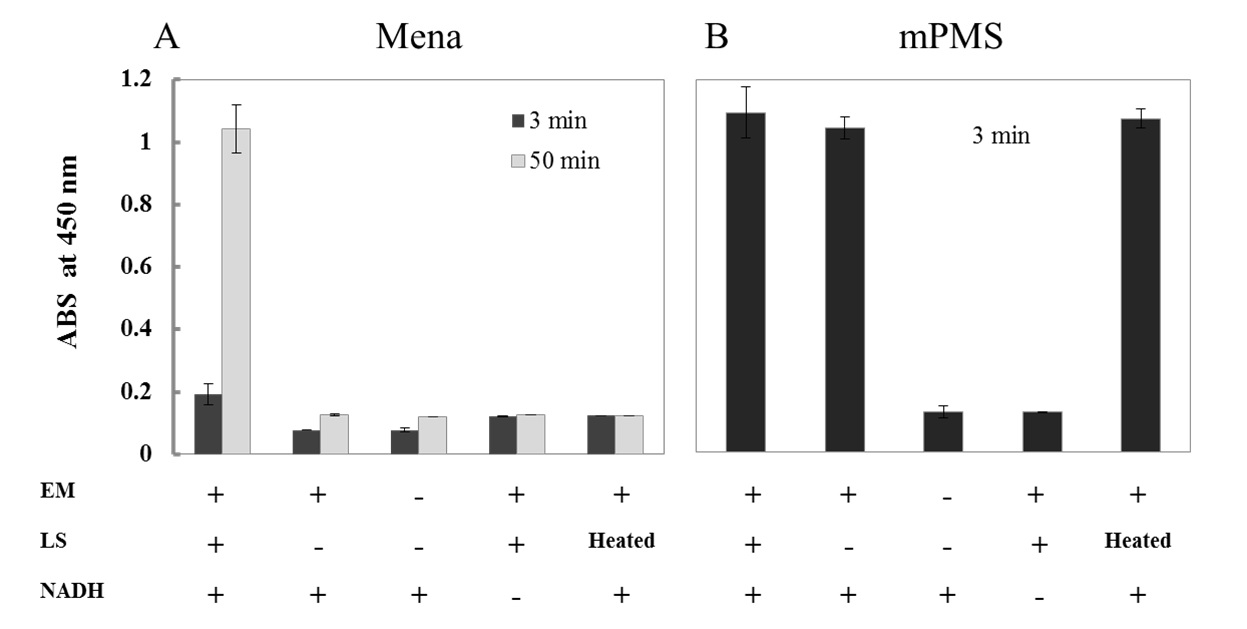 A Mena B mPMS
1.2
1
0.8
0.6
0.4
0.2
0
ABS at 450 nm
3 min
50 min
3 min
EM + + - + + + + - + +
LS + - - + Heated + - - + Heated
NADH + + + - + + + + - +